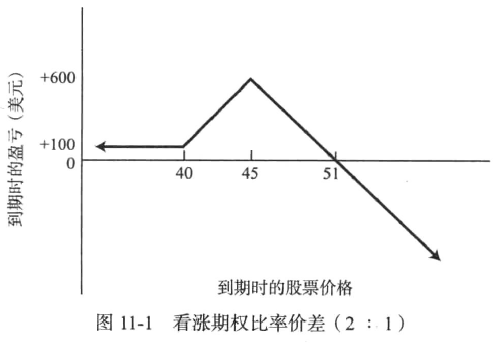 到期时的盈亏（美元）
+600
+100
0
40 45 51
到期时的股票价格
图 11-1 看涨期权比率价差（2 ：1）